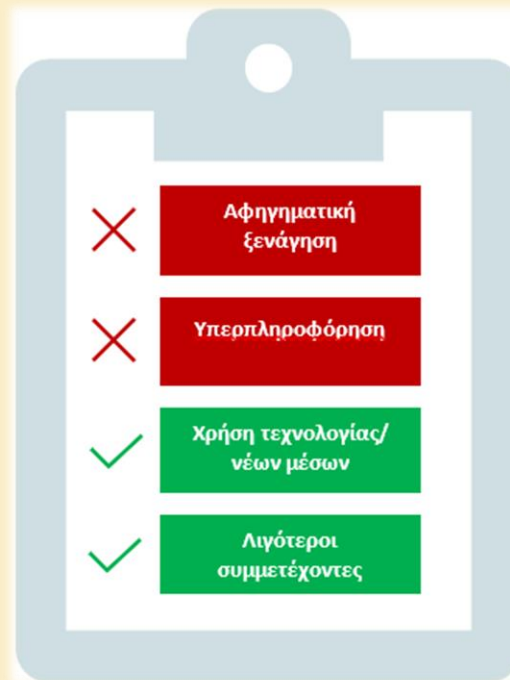 Αφηγηματική
ξενάγηση
Υπερπληροφόρηση
Χρήση τεχνολογίας/
νέων μέσων
Λιγότεροι
συμμετέχοντες